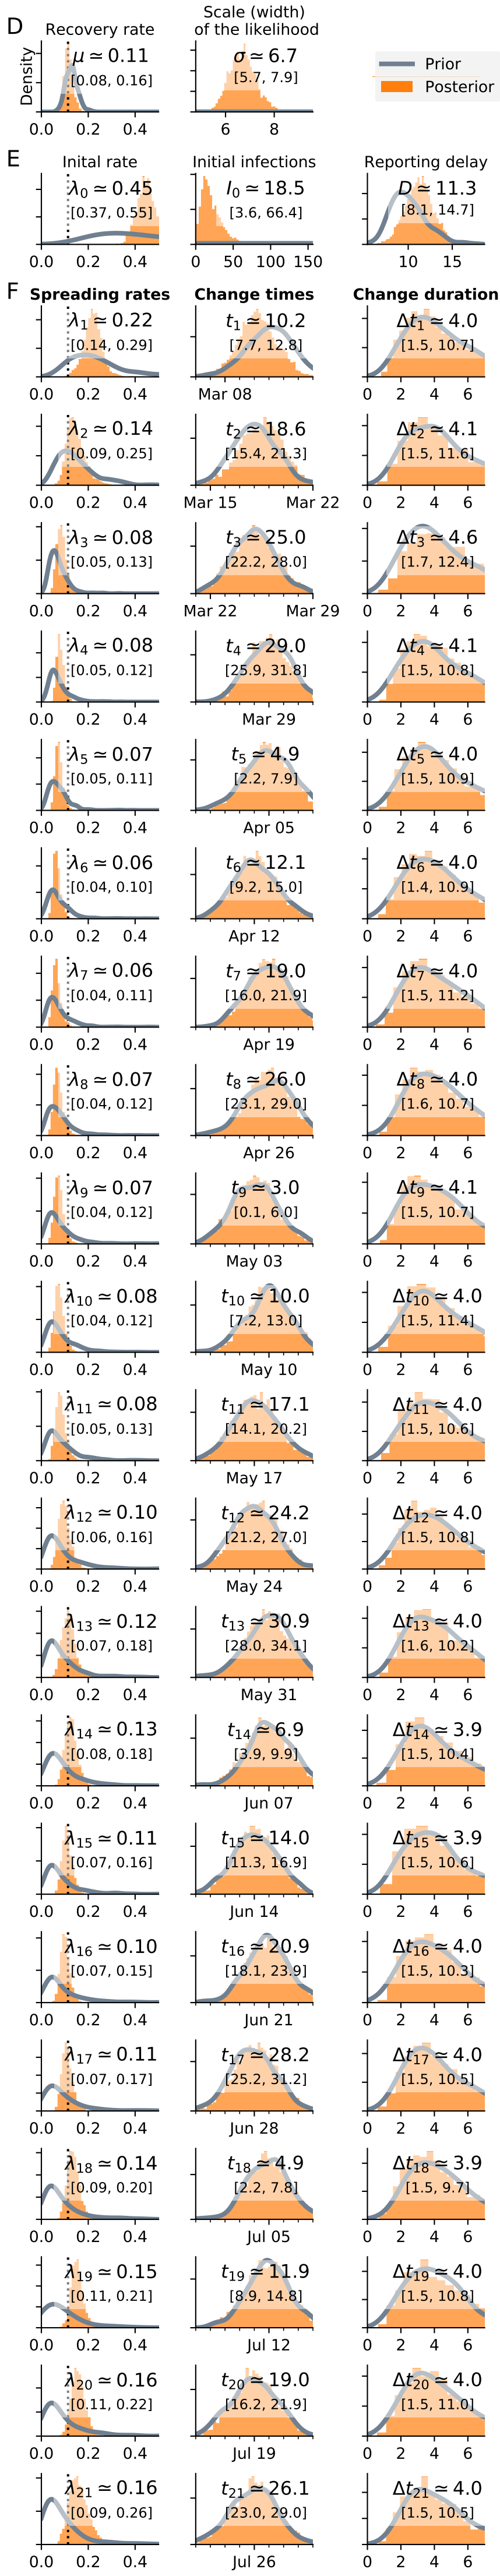 D
Recovery rate
Scale (width)
of the likelihood
Density
μ ≃ 0.11
[0.08, 0.16]
σ ≃ 6.7
[5.7, 7.9]
Prior
Posterior
0.0 0.2 0.4
6 8
E
Inital rate
Initial infections
Reporting delay
λ0 ≃ 0.45
[0.37, 0.55]
I0 ≃ 18.5
[3.6, 66.4]
D ≃ 11.3
[8.1, 14.7]
0.0 0.2 0.4
0 50 100 150
10 15
F
Spreading rates
Change times
Change duration
λ1 ≃ 0.22
[0.14, 0.29]
t1 ≃ 10.2
[7.7, 12.8]
Δt1 ≃ 4.0
[1.5, 10.7]
0.0 0.2 0.4
Mar 08
0 2 4 6
λ2 ≃ 0.14
[0.09, 0.25]
t2 ≃ 18.6
[15.4, 21.3]
Δt2 ≃ 4.1
[1.5, 11.6]
0.0 0.2 0.4
Mar 15 Mar 22
0 2 4 6
λ3 ≃ 0.08
[0.05, 0.13]
t3 ≃ 25.0
[22.2, 28.0]
Δt3 ≃ 4.6
[1.7, 12.4]
0.0 0.2 0.4
Mar 22 Mar 29
0 2 4 6
λ4 ≃ 0.08
[0.05, 0.12]
t4 ≃ 29.0
[25.9, 31.8]
Δt4 ≃ 4.1
[1.5, 10.8]
0.0 0.2 0.4
Mar 29
0 2 4 6
λ5 ≃ 0.07
[0.05, 0.11]
t5 ≃ 4.9
[2.2, 7.9]
Δt5 ≃ 4.0
[1.5, 10.9]
0.0 0.2 0.4
Apr 05
0 2 4 6
λ6 ≃ 0.06
[0.04, 0.10]
t6 ≃ 12.1
[9.2, 15.0]
Δt6 ≃ 4.0
[1.4, 10.9]
0.0 0.2 0.4
Apr 12
0 2 4 6
λ7 ≃ 0.06
[0.04, 0.11]
t7 ≃ 19.0
[16.0, 21.9]
Δt7 ≃ 4.0
[1.5, 11.2]
0.0 0.2 0.4
Apr 19
0 2 4 6
λ8 ≃ 0.07
[0.04, 0.12]
t8 ≃ 26.0
[23.1, 29.0]
Δt8 ≃ 4.0
[1.6, 10.7]
0.0 0.2 0.4
Apr 26
0 2 4 6
λ9 ≃ 0.07
[0.04, 0.12]
t9 ≃ 3.0
[0.1, 6.0]
Δt9 ≃ 4.1
[1.5, 10.7]
0.0 0.2 0.4
May 03
0 2 4 6
λ10 ≃ 0.08
[0.04, 0.12]
t10 ≃ 10.0
[7.2, 13.0]
Δt10 ≃ 4.0
[1.5, 11.4]
0.0 0.2 0.4
May 10
0 2 4 6
λ11 ≃ 0.08
[0.05, 0.13]
t11 ≃ 17.1
[14.1, 20.2]
Δt11 ≃ 4.0
[1.5, 10.6]
0.0 0.2 0.4
May 17
0 2 4 6
λ12 ≃ 0.10
[0.06, 0.16]
t12 ≃ 24.2
[21.2, 27.0]
Δt12 ≃ 4.0
[1.5, 10.8]
0.0 0.2 0.4
May 24
0 2 4 6
λ13 ≃ 0.12
[0.07, 0.18]
t13 ≃ 30.9
[28.0, 34.1]
Δt13 ≃ 4.0
[1.6, 10.2]
0.0 0.2 0.4
May 31
0 2 4 6
λ14 ≃ 0.13
[0.08, 0.18]
t14 ≃ 6.9
[3.9, 9.9]
Δt14 ≃ 3.9
[1.5, 10.4]
0.0 0.2 0.4
Jun 07
0 2 4 6
λ15 ≃ 0.11
[0.07, 0.16]
t15 ≃ 14.0
[11.3, 16.9]
Δt15 ≃ 3.9
[1.5, 10.6]
0.0 0.2 0.4
Jun 14
0 2 4 6
λ16 ≃ 0.10
[0.07, 0.15]
t16 ≃ 20.9
[18.1, 23.9]
Δt16 ≃ 4.0
[1.5, 10.3]
0.0 0.2 0.4
Jun 21
0 2 4 6
λ17 ≃ 0.11
[0.07, 0.17]
t17 ≃ 28.2
[25.2, 31.2]
Δt17 ≃ 4.0
[1.5, 10.5]
0.0 0.2 0.4
Jun 28
0 2 4 6
λ18 ≃ 0.14
[0.09, 0.20]
t18 ≃ 4.9
[2.2, 7.8]
Δt18 ≃ 3.9
[1.5, 9.7]
0.0 0.2 0.4
Jul 05
0 2 4 6
λ19 ≃ 0.15
[0.11, 0.21]
t19 ≃ 11.9
[8.9, 14.8]
Δt19 ≃ 4.0
[1.5, 10.8]
0.0 0.2 0.4
Jul 12
0 2 4 6
λ20 ≃ 0.16
[0.11, 0.22]
t20 ≃ 19.0
[16.2, 21.9]
Δt20 ≃ 4.0
[1.5, 11.0]
0.0 0.2 0.4
Jul 19
0 2 4 6
λ21 ≃ 0.16
[0.09, 0.26]
t21 ≃ 26.1
[23.0, 29.0]
Δt21 ≃ 4.0
[1.5, 10.5]
0.0 0.2 0.4
Jul 26
0 2 4 6